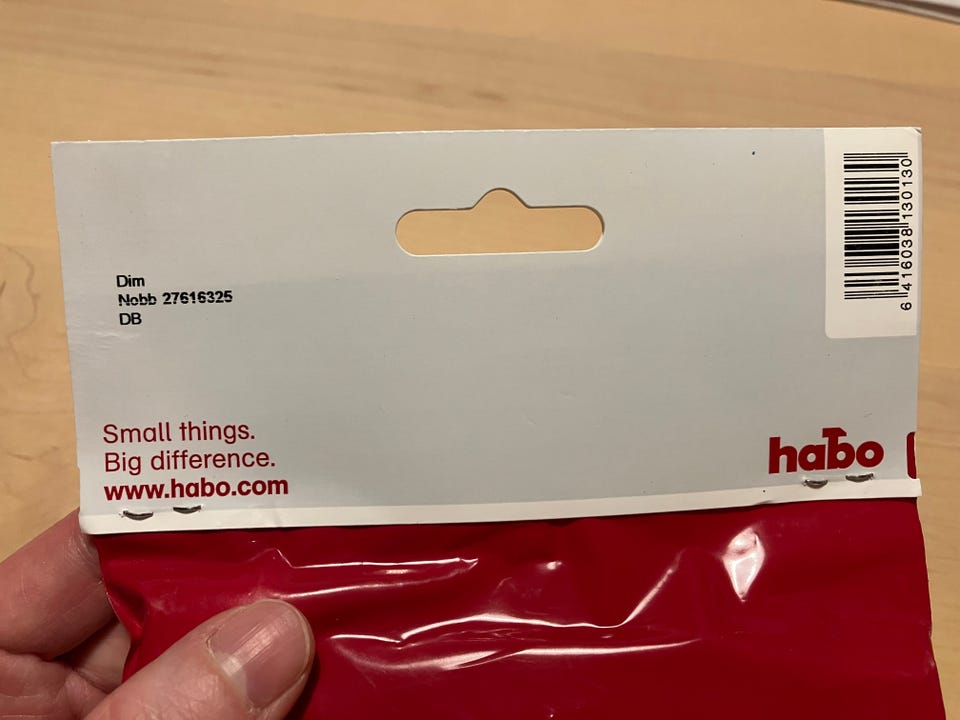 Dim
Nobb 27616325
DB
Small things.
Big difference.
www.habo.com
habo
6 416038 130130